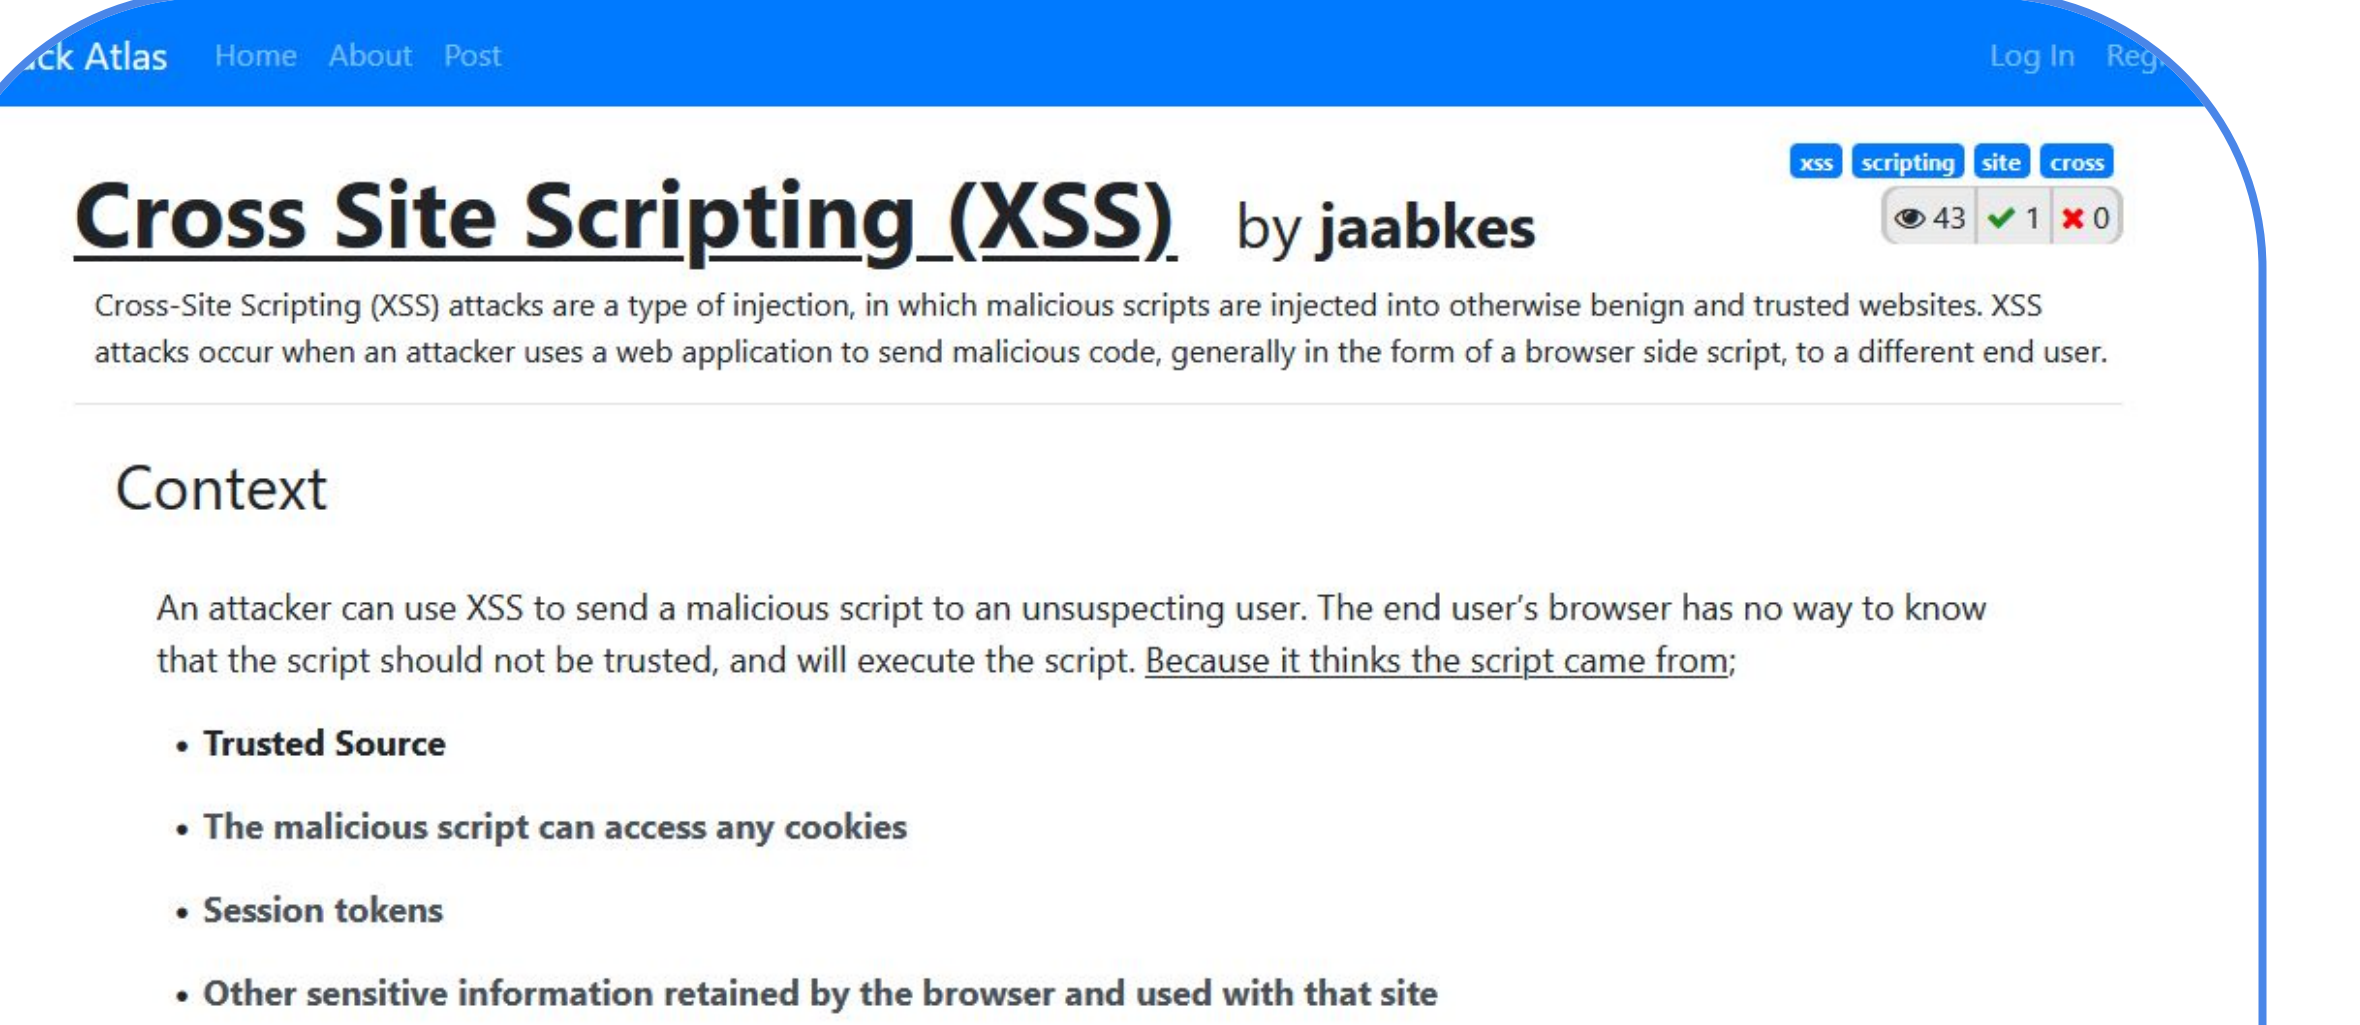 Atlas Home About Post Log In
xss scripting site cross
Cross Site Scripting (XSS) by jaabkes
43 1 0
Cross-Site Scripting (XSS) attacks are a type of injection, in which malicious scripts are injected into otherwise benign and trusted websites. XSS
attacks occur when an attacker uses a web application to send malicious code, generally in the form of a browser side script, to a different end user.
Context
An attacker can use XSS to send a malicious script to an unsuspecting user. The end user’s browser has no way to know
that the script should not be trusted, and will execute the script. Because it thinks the script came from;
• Trusted Source
• The malicious script can access any cookies
• Session tokens
• Other sensitive information retained by the browser and used with that site